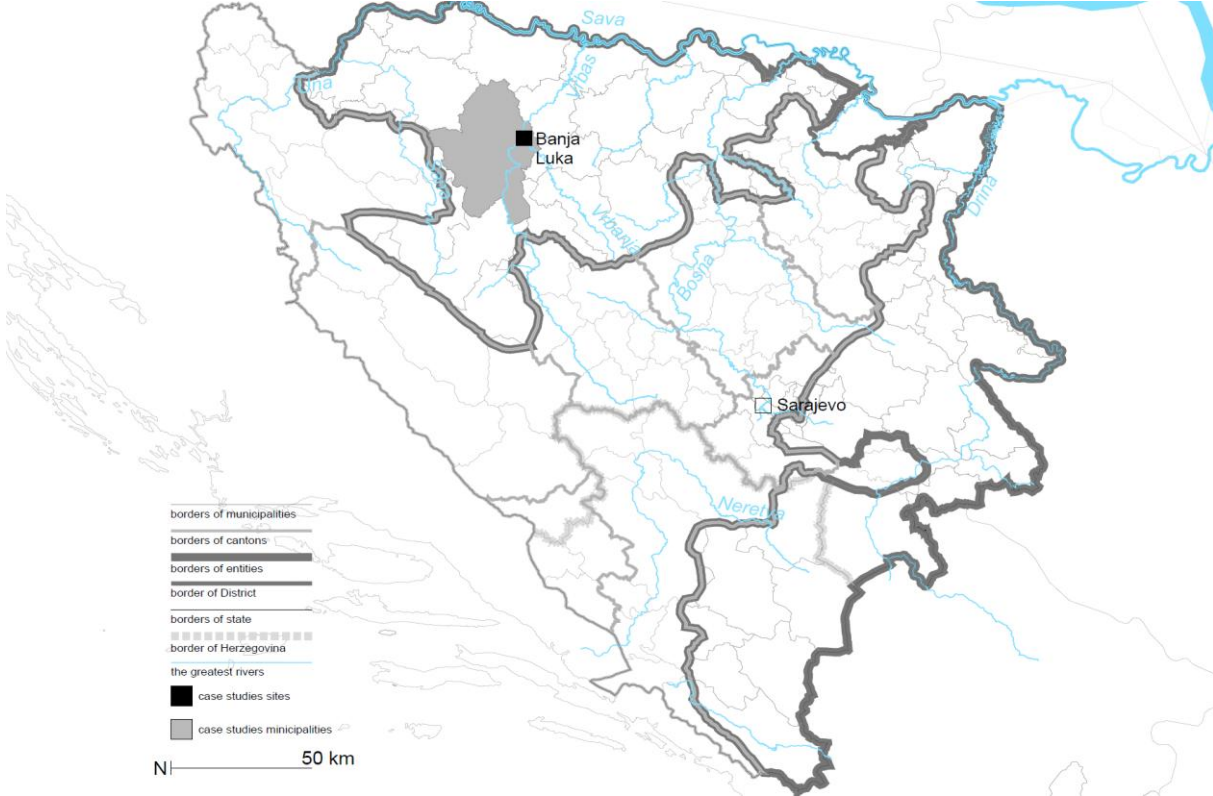 Sava
Una
Vrbas
Banja
Luka
Vrbanja
Bosna
Drina
Sarajevo
Neretva
borders of municipalities
borders of cantons
borders of entities
border of District
borders of state
border of Herzegovina
the greatest rivers
case studies sites
case studies minicipalities
50 km
N